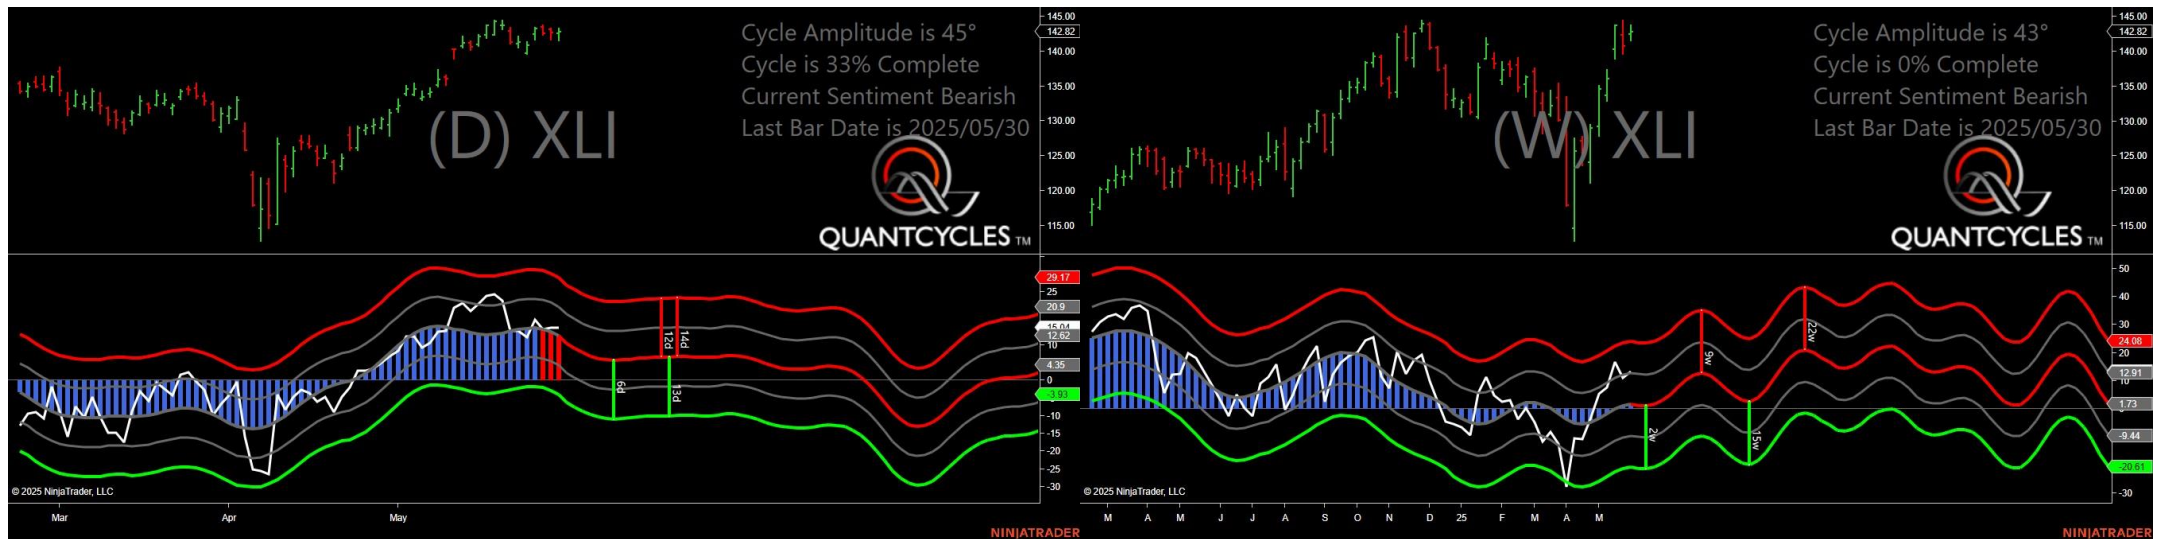 Cycle Amplitude is 45°
Cycle is 33% Complete
Current Sentiment Bearish
Last Bar Date is 2025/05/30
(D) XLI
QUANTCYCLES TM
145.00
142.82
140.00
135.00
130.00
125.00
120.00
115.00
29.17
25
20.9
15.04
12.62
10
4.35
0
-3.93
-10
-15
-20
-25
-30
6d
12d
14d
13d
© 2025 NinjaTrader, LLC
Mar
Apr
May
NINJATRADER
Cycle Amplitude is 43°
Cycle is 0% Complete
Current Sentiment Bearish
Last Bar Date is 2025/05/30
(W) XLI
QUANTCYCLES TM
145.00
142.82
140.00
135.00
130.00
125.00
120.00
115.00
50
40
30
24.08
20
12.91
10
1.73
-9.44
-20.61
-30
2w
9w
15w
22w
© 2025 NinjaTrader, LLC
M A M J J A S O N D 25 F M A M
NINJATRADER